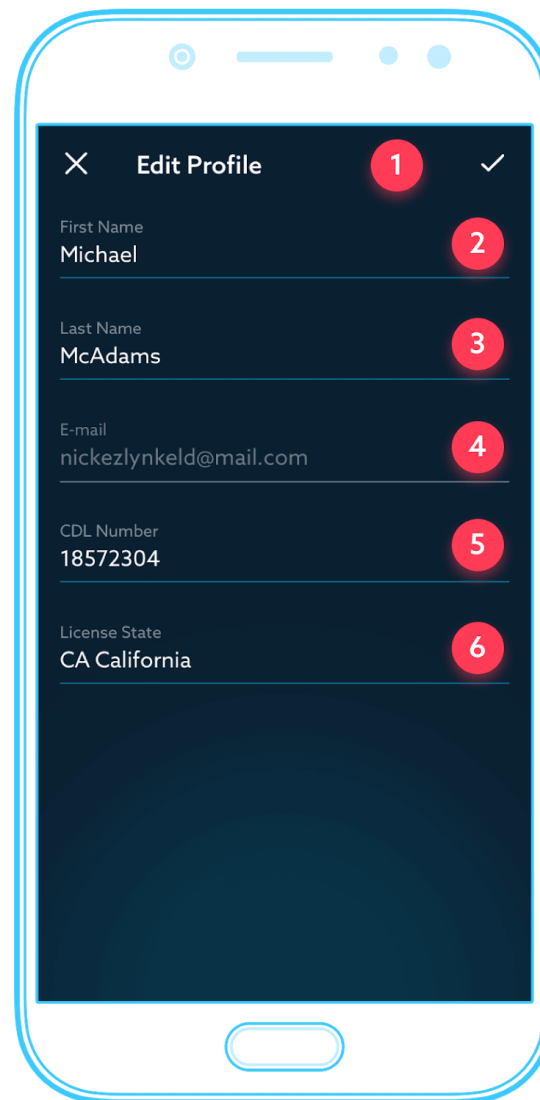 Edit Profile 1
First Name
Michael 2
Last Name
McAdams 3
E-mail
nickezlynkeld@mail.com 4
CDL Number
18572304 5
License State
CA California 6